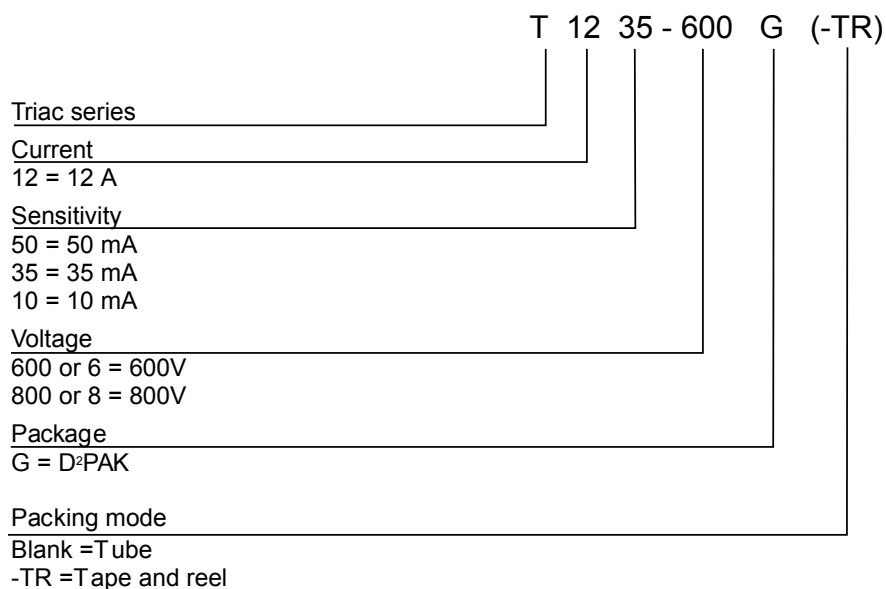 T 12 35 - 600 G (-TR)
Triac series
Current
12 = 12 A
Sensitivity
50 = 50 mA
35 = 35 mA
10 = 10 mA
Voltage
600 or 6 = 600V
800 or 8 = 800V
Package
G = D²PAK
Packing mode
Blank =Tube
-TR =Tape and reel